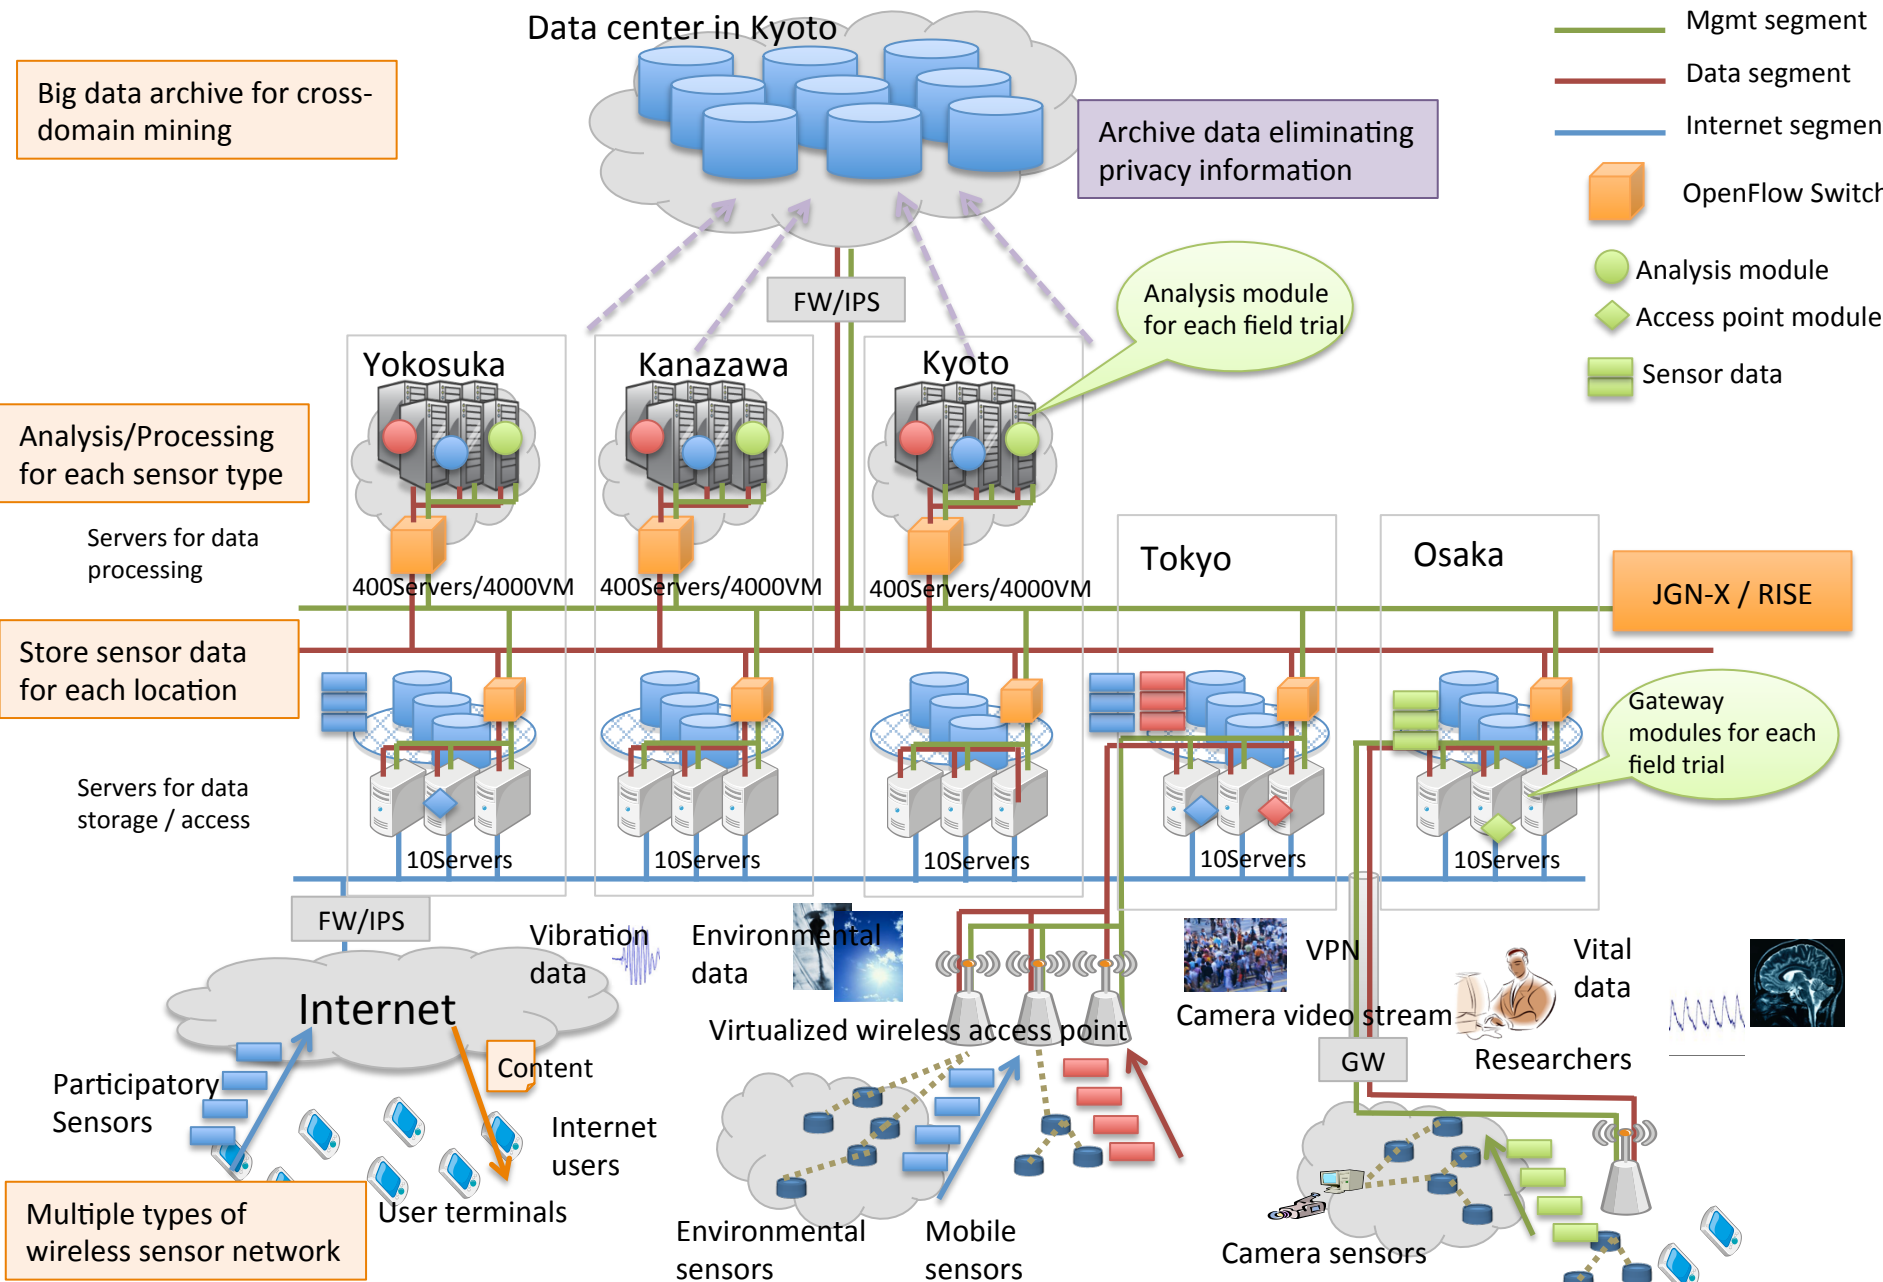 Data center in Kyoto
Mgmt segment
Data segment
Internet segmen
OpenFlow Switch
Analysis module
Access point module
Sensor data
Big data archive for cross-
domain mining
Archive data eliminating
privacy information
FW/IPS
Analysis module
for each field trial
Yokosuka
Kanazawa
Kyoto
Analysis/Processing
for each sensor type
Servers for data
processing
400Servers/4000VM
400Servers/4000VM
400Servers/4000VM
Tokyo
Osaka
JGN-X / RISE
Store sensor data
for each location
Gateway
modules for each
field trial
Servers for data
storage / access
10Servers
10Servers
10Servers
10Servers
10Servers
FW/IPS
Vibration
data
Environmental
data
VPN
Vital
data
Internet
Virtualized wireless access point
Camera video stream
Researchers
GW
Content
Participatory
Sensors
Internet
users
User terminals
Multiple types of
wireless sensor network
Environmental
sensors
Mobile
sensors
Camera sensors